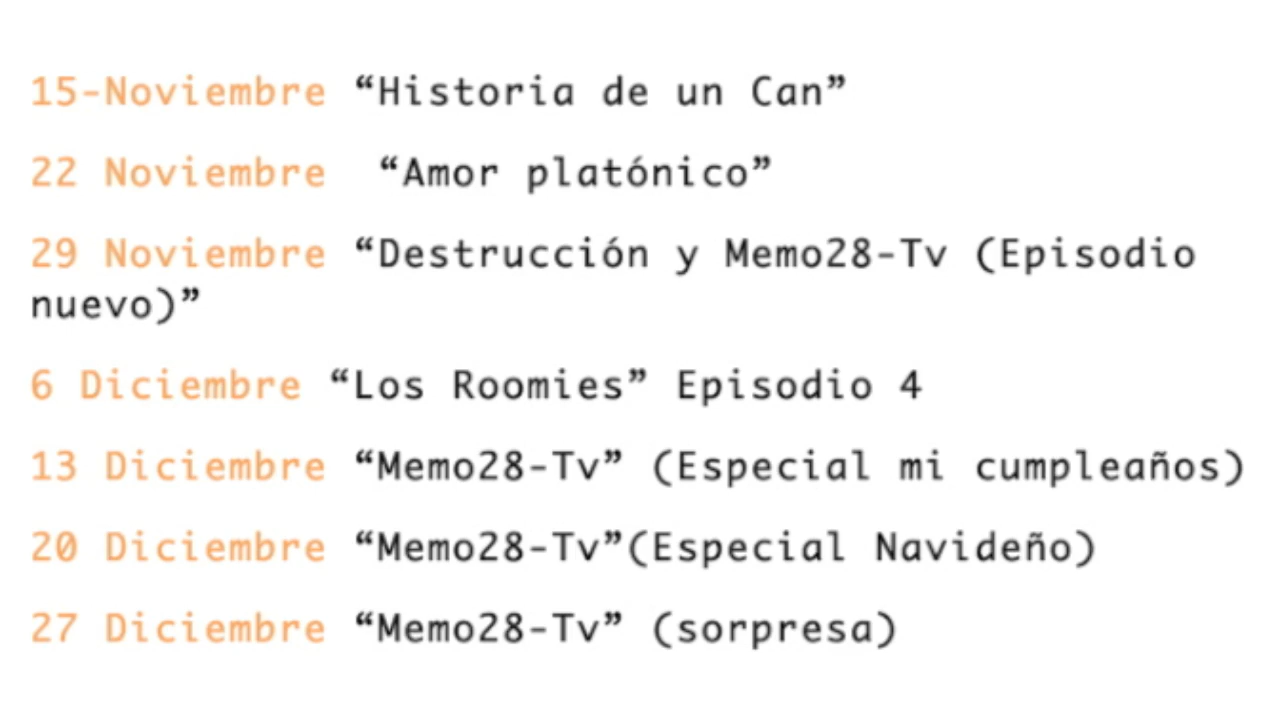 15-Noviembre “Historia de un Can”
22 Noviembre “Amor platónico”
29 Noviembre “Destrucción y Memo28-Tv (Episodio
nuevo)”
6 Diciembre “Los Roomies” Episodio 4
13 Diciembre “Memo28-Tv” (Especial mi cumpleaños)
20 Diciembre “Memo28-Tv”(Especial Navideño)
27 Diciembre “Memo28-Tv” (sorpresa)